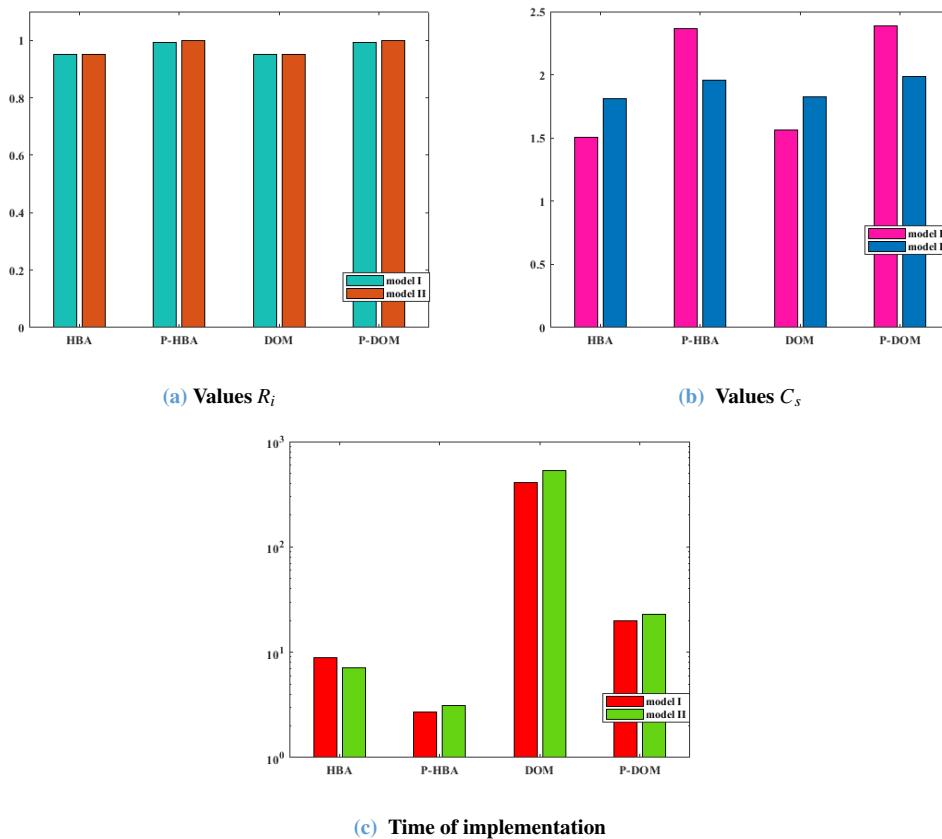 1
0.8
0.6
0.4
0.2
0
HBA P-HBA DOM P-DOM
model I
model II
(a) Values R_i
2.5
2
1.5
1
0.5
0
HBA P-HBA DOM P-DOM
model I
model I
(b) Values C_s
10^3
10^2
10^1
10^0
HBA P-HBA DOM P-DOM
model I
model II
(c) Time of implementation